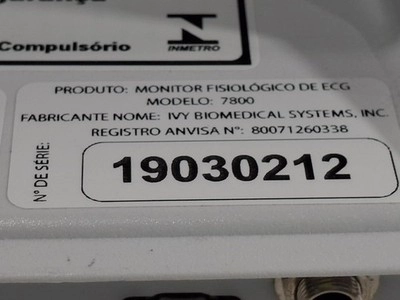 Compulsório
INMETRO
PRODUTO: MONITOR FISIOLÓGICO DE ECG
MODELO: 7800
FABRICANTE NOME: IVY BIOMEDICAL SYSTEMS, INC.
REGISTRO ANVISA Nº: 80071260338
Nº DE SÉRIE:
19030212